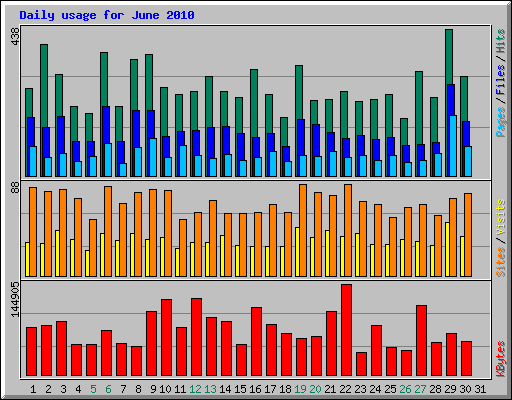 Daily usage for June 2010
438
Pages / Files / Hits
88
Sites / Visits
144905
KBytes
1 2 3 4 5 6 7 8 9 10 11 12 13 14 15 16 17 18 19 20 21 22 23 24 25 26 27 28 29 30 31